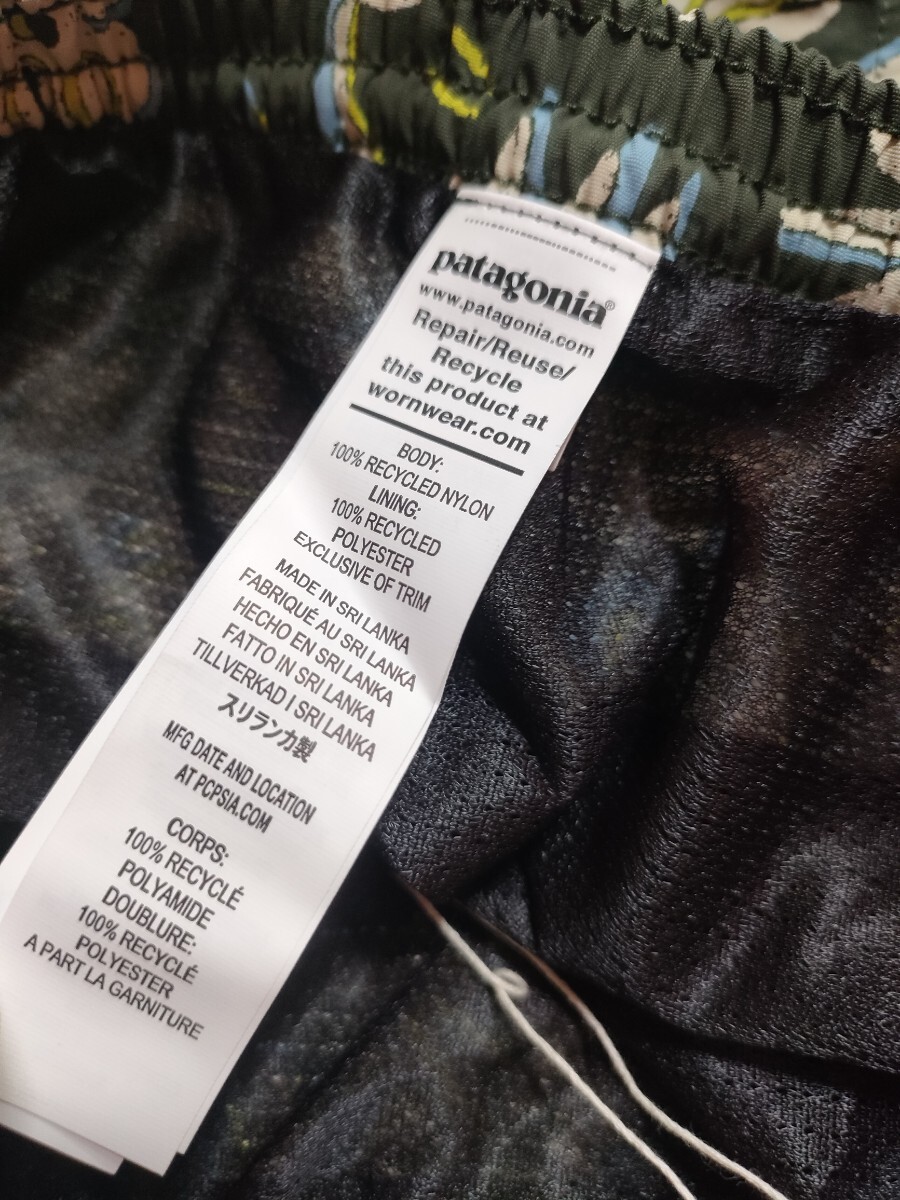 patagonia®
www.patagonia.com
Repair/Reuse/
Recycle
this product at
wornwear.com
BODY:
100% RECYCLED NYLON
LINING:
100% RECYCLED
POLYESTER
EXCLUSIVE OF TRIM
MADE IN SRI LANKA
FABRIQUÉ AU SRI LANKA
HECHO EN SRI LANKA
FATTO IN SRI LANKA
TILLVERKAD I SRI LANKA
スリランカ製
MFG DATE AND LOCATION
AT PCPSIA.COM
CORPS:
100% RECYCLÉ
POLYAMIDE
DOUBLURE:
100% RECYCLÉ
POLYESTER
A PART LA GARNITURE